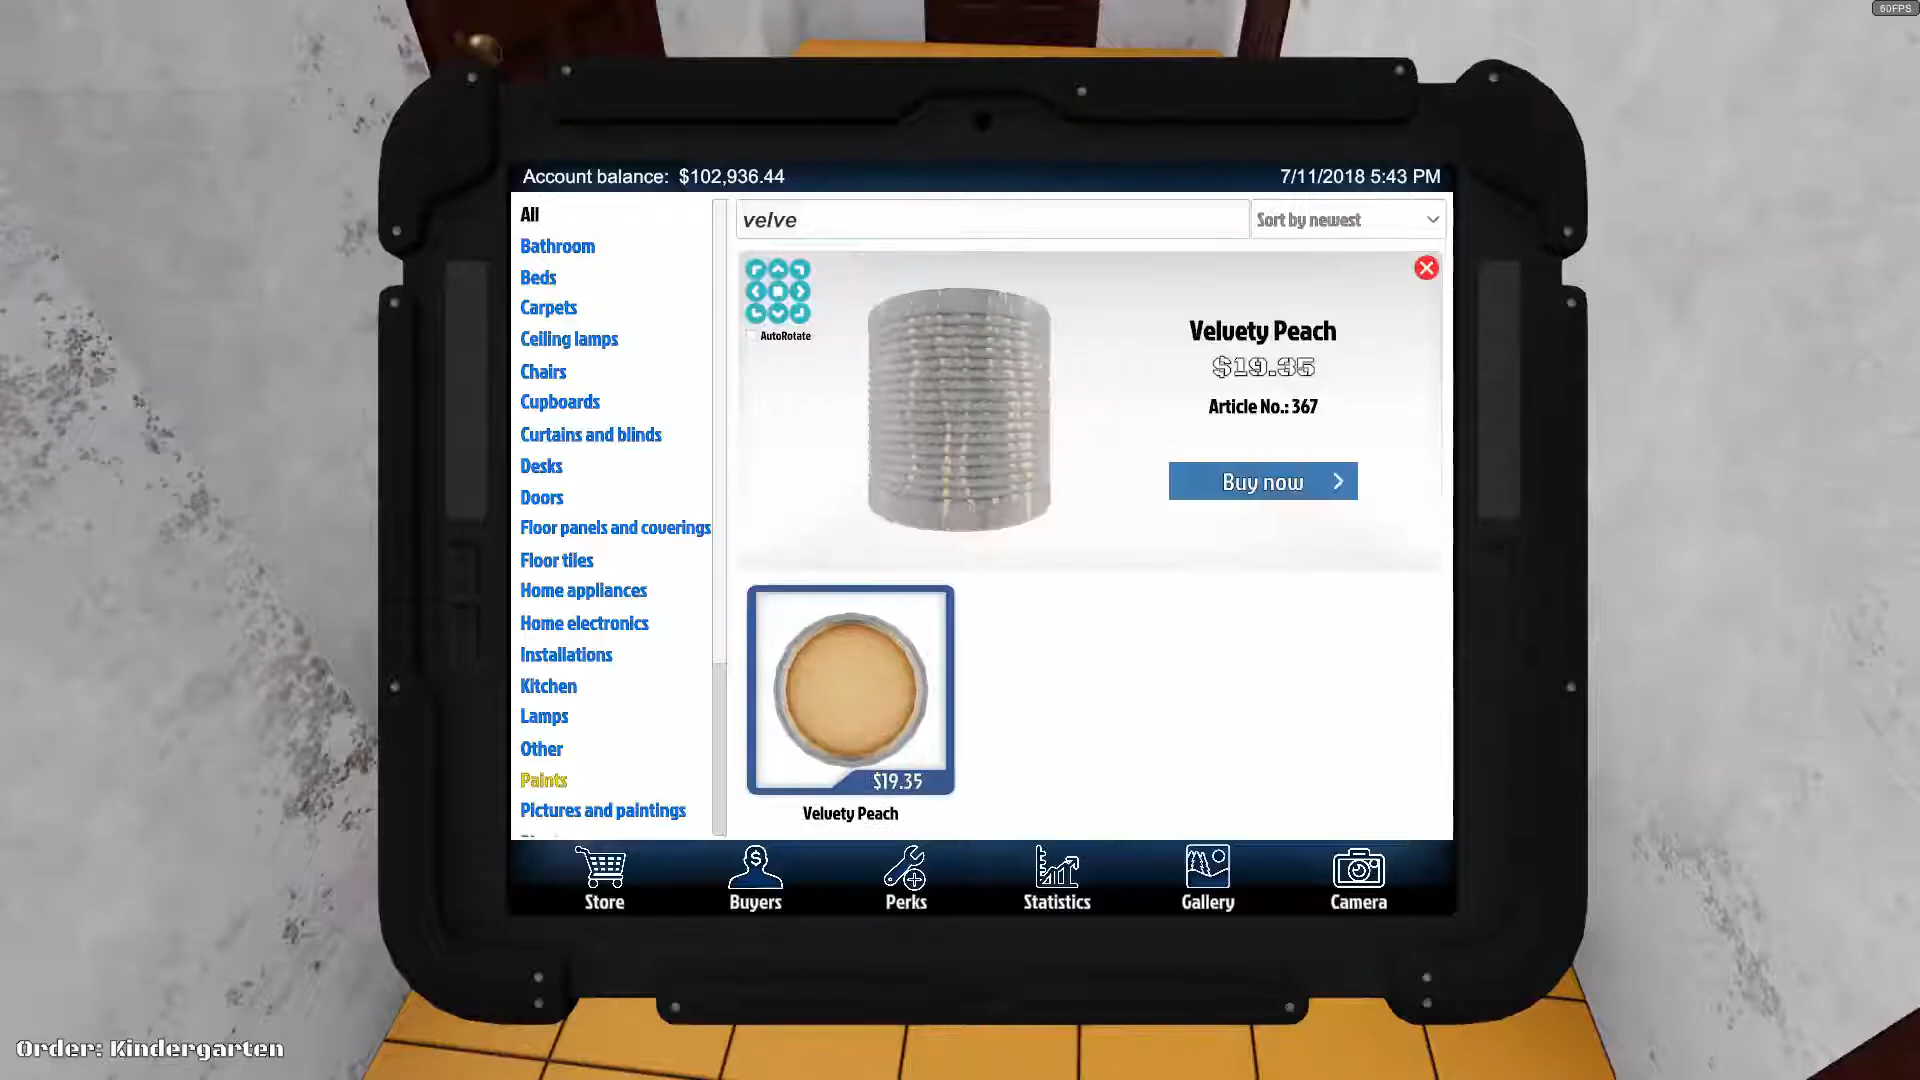 60FPS
Account balance: $102,936.44
7/11/2018 5:43 PM
All
Bathroom
Beds
Carpets
Ceiling lamps
Chairs
Cupboards
Curtains and blinds
Desks
Doors
Floor panels and coverings
Floor tiles
Home appliances
Home electronics
Installations
Kitchen
Lamps
Other
Paints
Pictures and paintings
velve
Sort by newest
AutoRotate
Velvety Peach
$19.35
Article No.: 367
Buy now
$19.35
Velvety Peach
Store
Buyers
Perks
Statistics
Gallery
Camera
Order: Kindergarten